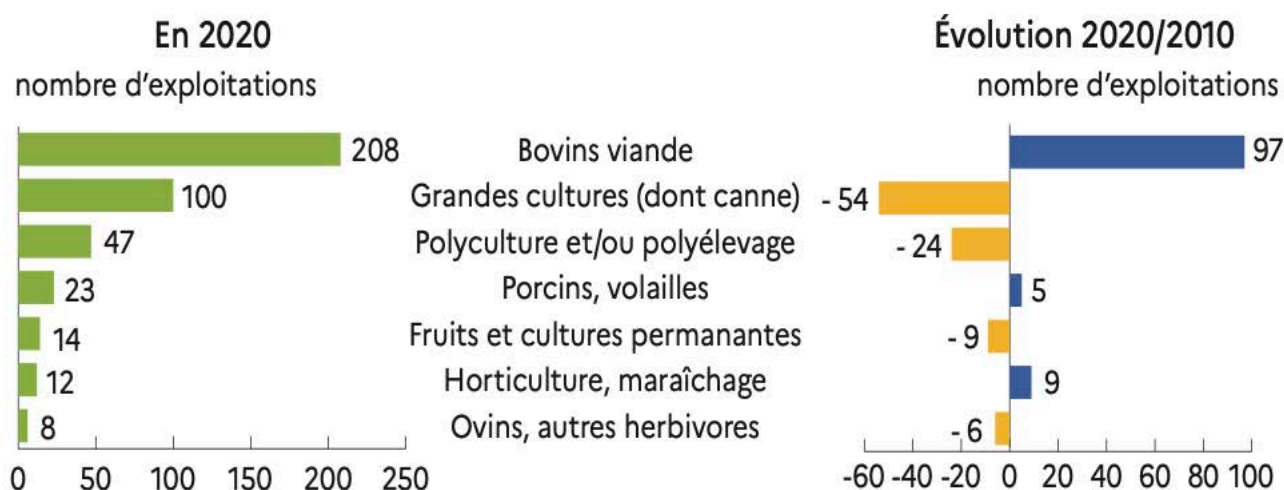 En 2020
nombre d'exploitations
Évolution 2020/2010
nombre d'exploitations
208 Bovins viande 97
100 Grandes cultures (dont canne) - 54
47 Polyculture et/ou polyélevage - 24
23 Porcins, volailles 5
14 Fruits et cultures permanantes - 9
12 Horticulture, maraîchage 9
8 Ovins, autres herbivores - 6
0 50 100 150 200 250
-60 -40 -20 0 20 40 60 80 100